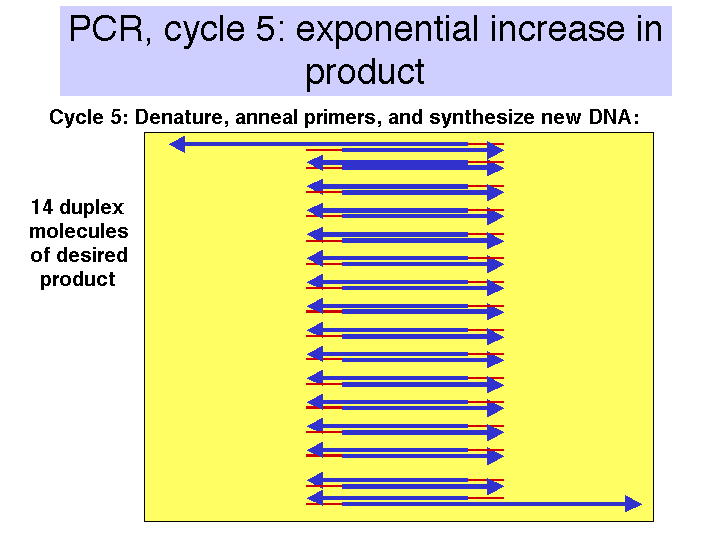 PCR, cycle 5: exponential increase in
product
Cycle 5: Denature, anneal primers, and synthesize new DNA:
14 duplex
molecules
of desired
product